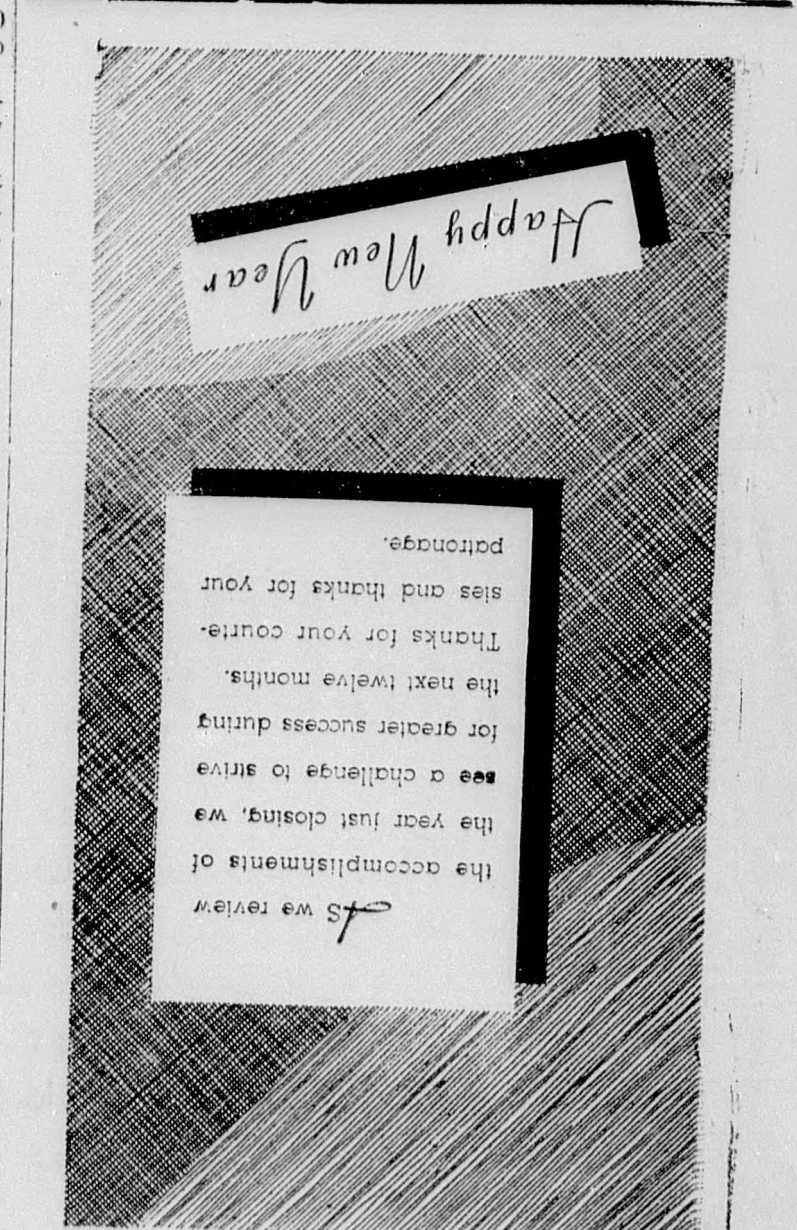 AS we review
the accomplishments of
the year just closing, we
see a challenge to strive
for greater success during
the next twelve months.
Thanks for your courte-
sies and thanks for your
patronage.
Happy New Year